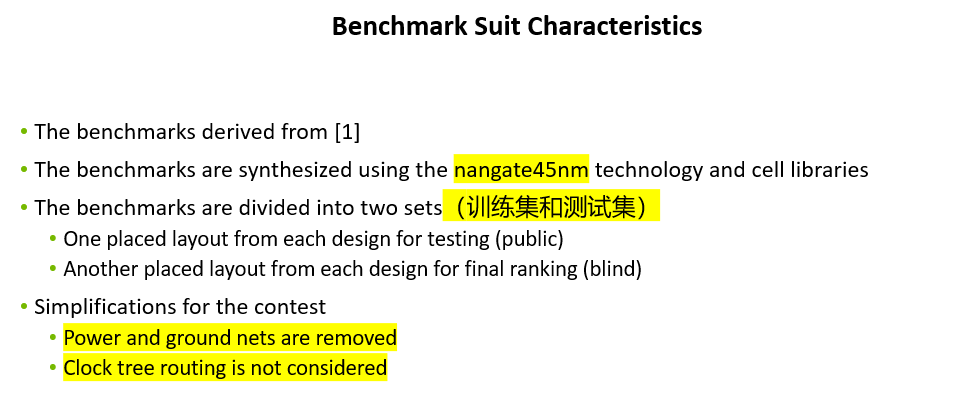 Benchmark Suit Characteristics
• The benchmarks derived from [1]
• The benchmarks are synthesized using the nangate45nm technology and cell libraries
• The benchmarks are divided into two sets（训练集和测试集）
• One placed layout from each design for testing (public)
• Another placed layout from each design for final ranking (blind)
• Simplifications for the contest
• Power and ground nets are removed
• Clock tree routing is not considered